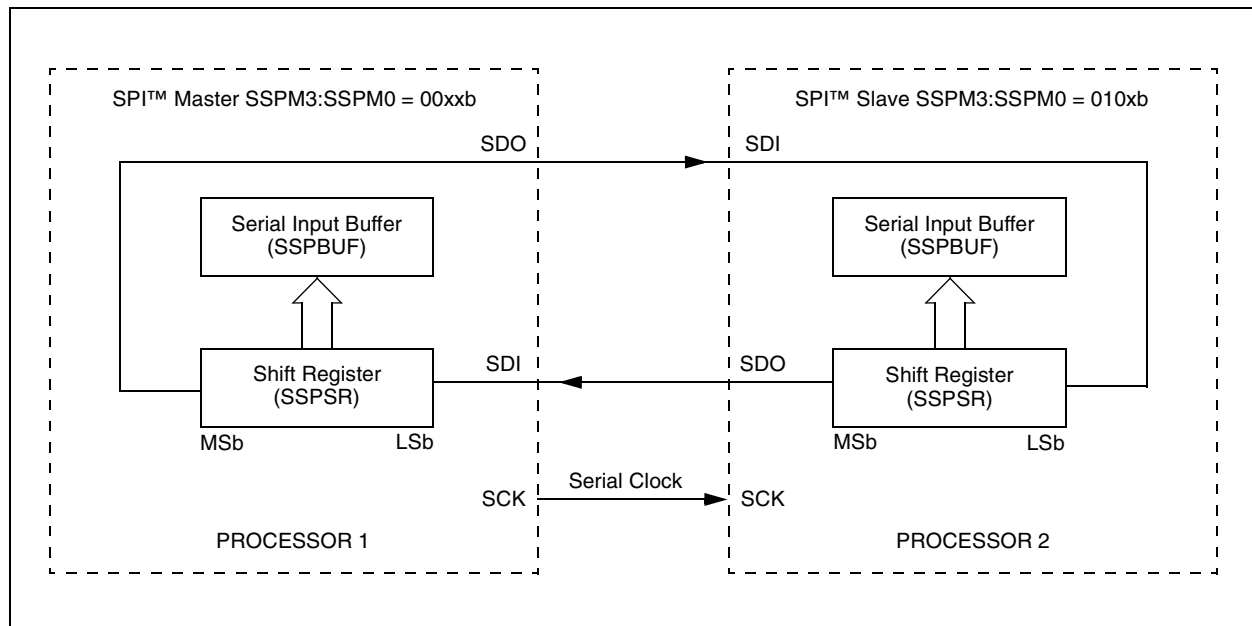 SPI™ Master SSPM3:SSPM0 = 00xxb
SDO
Serial Input Buffer
(SSPBUF)
Shift Register
(SSPSR)
MSb
LSb
SDI
SCK
PROCESSOR 1
Serial Clock
SPI™ Slave SSPM3:SSPM0 = 010xb
SDI
Serial Input Buffer
(SSPBUF)
SDO
Shift Register
(SSPSR)
MSb
LSb
SCK
PROCESSOR 2